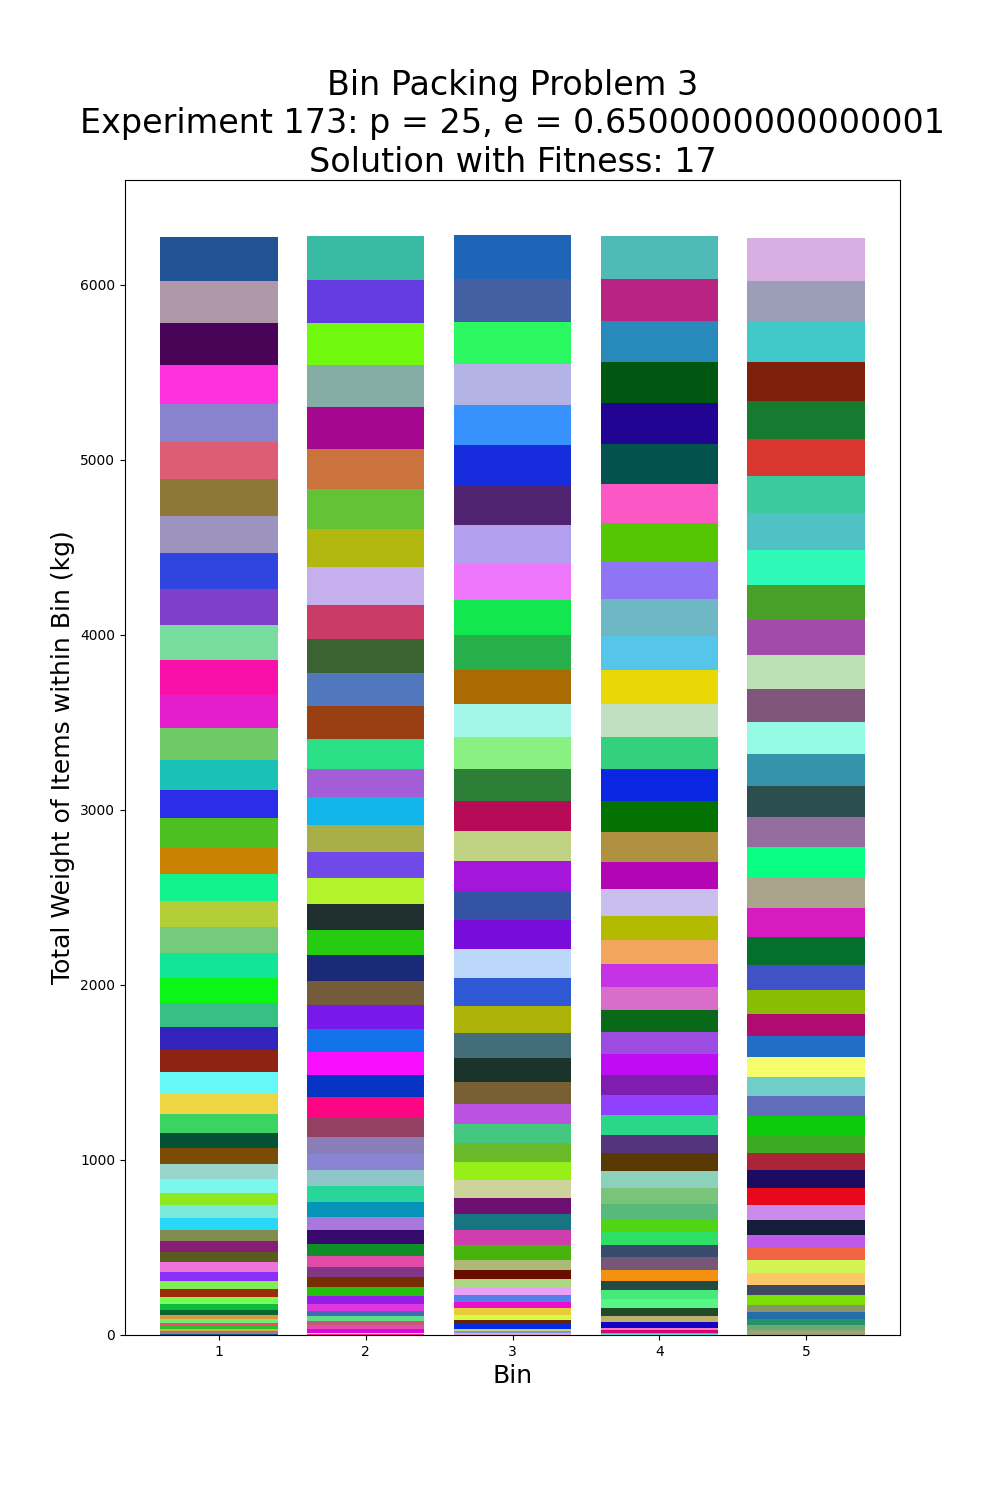 Bin Packing Problem 3
Experiment 173: p = 25, e = 0.6500000000000001
Solution with Fitness: 17
Total Weight of Items within Bin (kg)
6000
5000
4000
3000
2000
1000
0
1 2 3 4 5
Bin